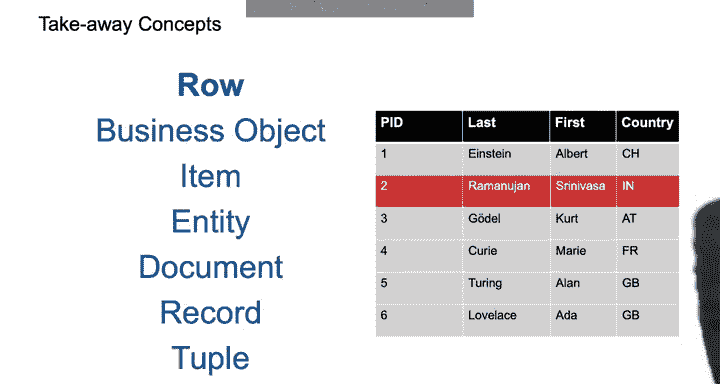 Take-away Concepts
Row
Business Object
Item
Entity
Document
Record
Tuple
PID Last First Country
1 Einstein Albert CH
2 Ramanujan Srinivasa IN
3 Gödel Kurt AT
4 Curie Marie FR
5 Turing Alan GB
6 Lovelace Ada GB